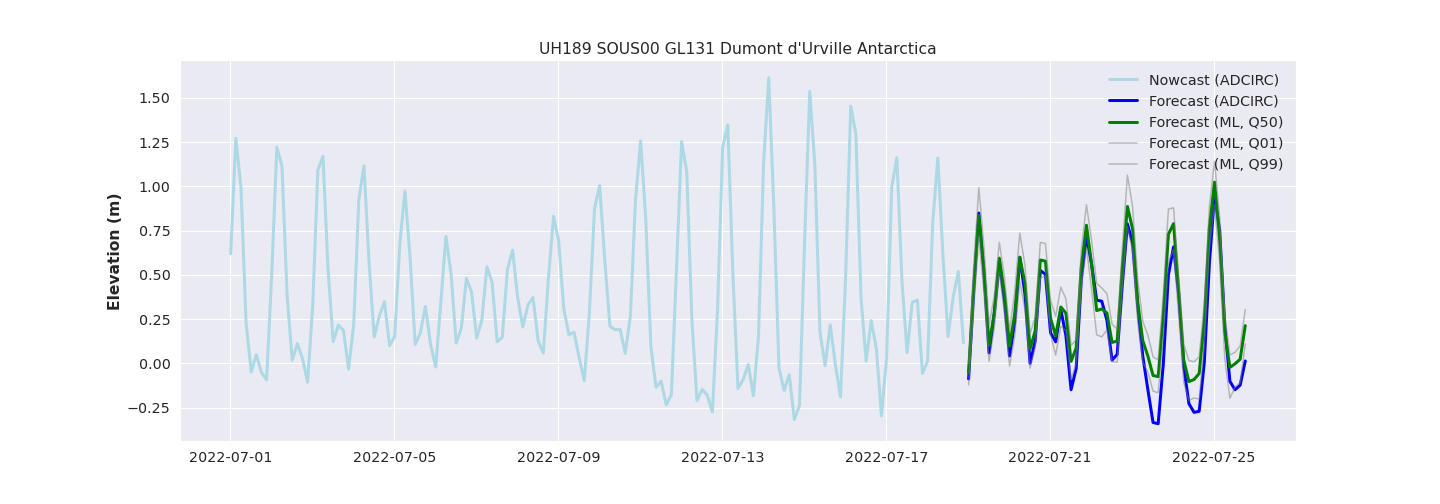 UH189 SOUS00 GL131 Dumont d'Urville Antarctica
Nowcast (ADCIRC)
Forecast (ADCIRC)
Forecast (ML, Q50)
Forecast (ML, Q01)
Forecast (ML, Q99)
Elevation (m)
1.50
1.25
1.00
0.75
0.50
0.25
0.00
−0.25
2022-07-01 2022-07-05 2022-07-09 2022-07-13 2022-07-17 2022-07-21 2022-07-25